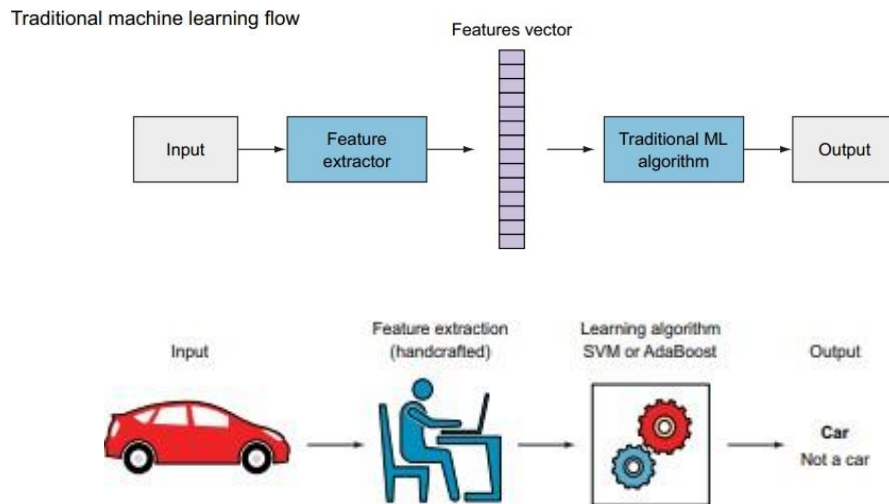 Traditional machine learning flow
Features vector
Input
Feature
extractor
Traditional ML
algorithm
Output
Input
Feature extraction
(handcrafted)
Learning algorithm
SVM or AdaBoost
Output
Car
Not a car